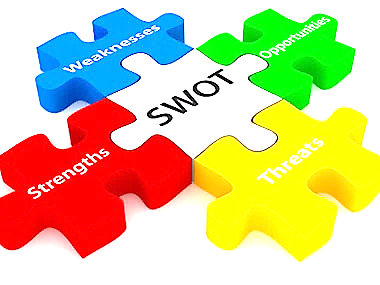 Weaknesses
Opportunities
SWOT
Strengths
Threats